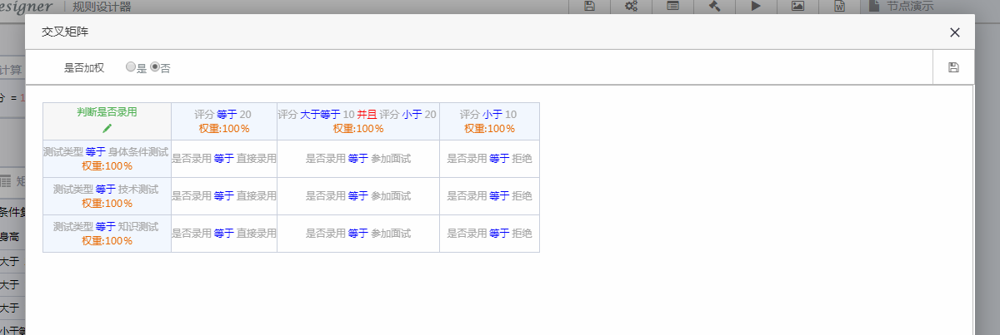 esigner 规则设计器
节点演示
交叉矩阵
是否加权 是 否
计算
分 = 1
判断是否录用
评分 等于 20
权重:100%
评分 大于等于 10 并且 评分 小于 20
权重:100%
评分 小于 10
权重:100%
测试类型 等于 身体条件测试
权重:100%
是否录用 等于 直接录用
是否录用 等于 参加面试
是否录用 等于 拒绝
测试类型 等于 技术测试
权重:100%
是否录用 等于 直接录用
是否录用 等于 参加面试
是否录用 等于 拒绝
测试类型 等于 知识测试
权重:100%
是否录用 等于 直接录用
是否录用 等于 参加面试
是否录用 等于 拒绝
矩
条件集
身高
大于
大于
大于
小于等